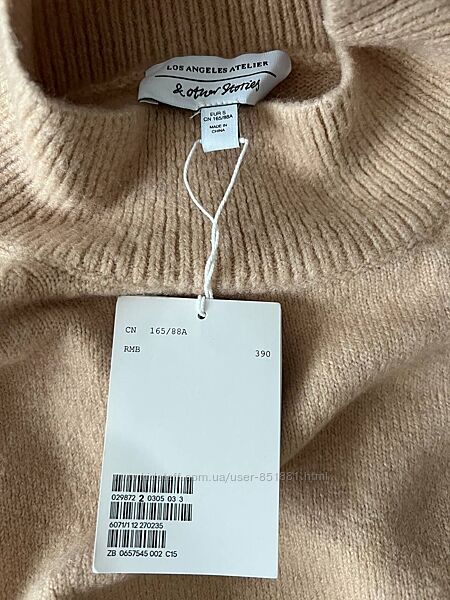 LOS ANGELES ATELIER
& other Stories
EUR S
CN 165/88A
MADE IN
CHINA
CN 165/88A
RMB 390
029872 2 0305 03 3
6071/1 12 270235
ZB 0657545 002 C15